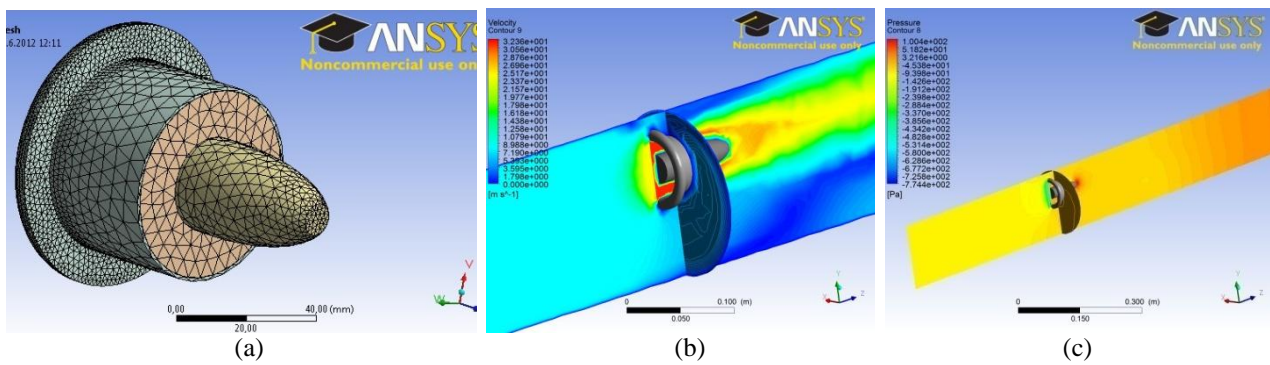 esh
.6.2012 12:11
ANSYS
Noncommercial use only
0,00
40,00 (mm)
20,00
(a)
Velocity
Contour 9
3.236e+001
3.056e+001
2.876e+001
2.696e+001
2.517e+001
2.337e+001
2.157e+001
1.977e+001
1.798e+001
1.618e+001
1.438e+001
1.258e+001
1.079e+001
8.988e+000
7.190e+000
5.393e+000
3.595e+000
1.798e+000
0.000e+000
[m s^-1]
ANSYS
Noncommercial use only
0
0.100 (m)
0.050
Y
X
Z
(b)
Pressure
Contour 8
1.004e+002
5.182e+001
3.216e+000
-4.538e+001
-9.398e+001
-1.426e+002
-1.912e+002
-2.398e+002
-2.884e+002
-3.370e+002
-3.856e+002
-4.342e+002
-4.828e+002
-5.314e+002
-5.800e+002
-6.286e+002
-6.772e+002
-7.258e+002
-7.744e+002
[Pa]
ANSYS
Noncommercial use only
0
0.300 (m)
0.150
Y
X
Z
(c)